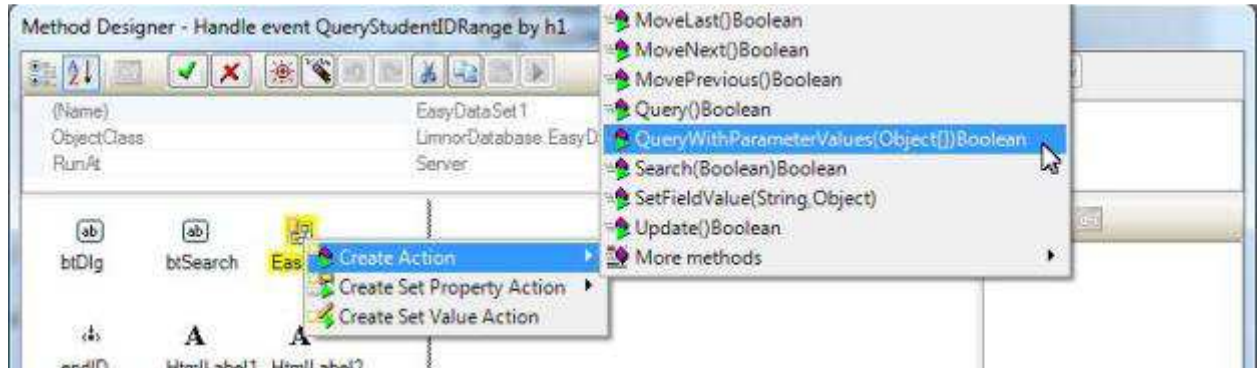 Method Designer - Handle event QueryStudentIDRange by h1
MoveLast()Boolean
MoveNext()Boolean
MovePrevious()Boolean
Query()Boolean
QueryWithParameterValues(Object[])Boolean
Search(Boolean)Boolean
SetFieldValue(String,Object)
Update()Boolean
More methods
(Name) EasyDataSet1
ObjectClass LimnorDatabase.EasyD
RunAt Server
btDlg btSearch Eas
Create Action
Create Set Property Action
Create Set Value Action
endID HtmlLabel1 HtmlLabel2